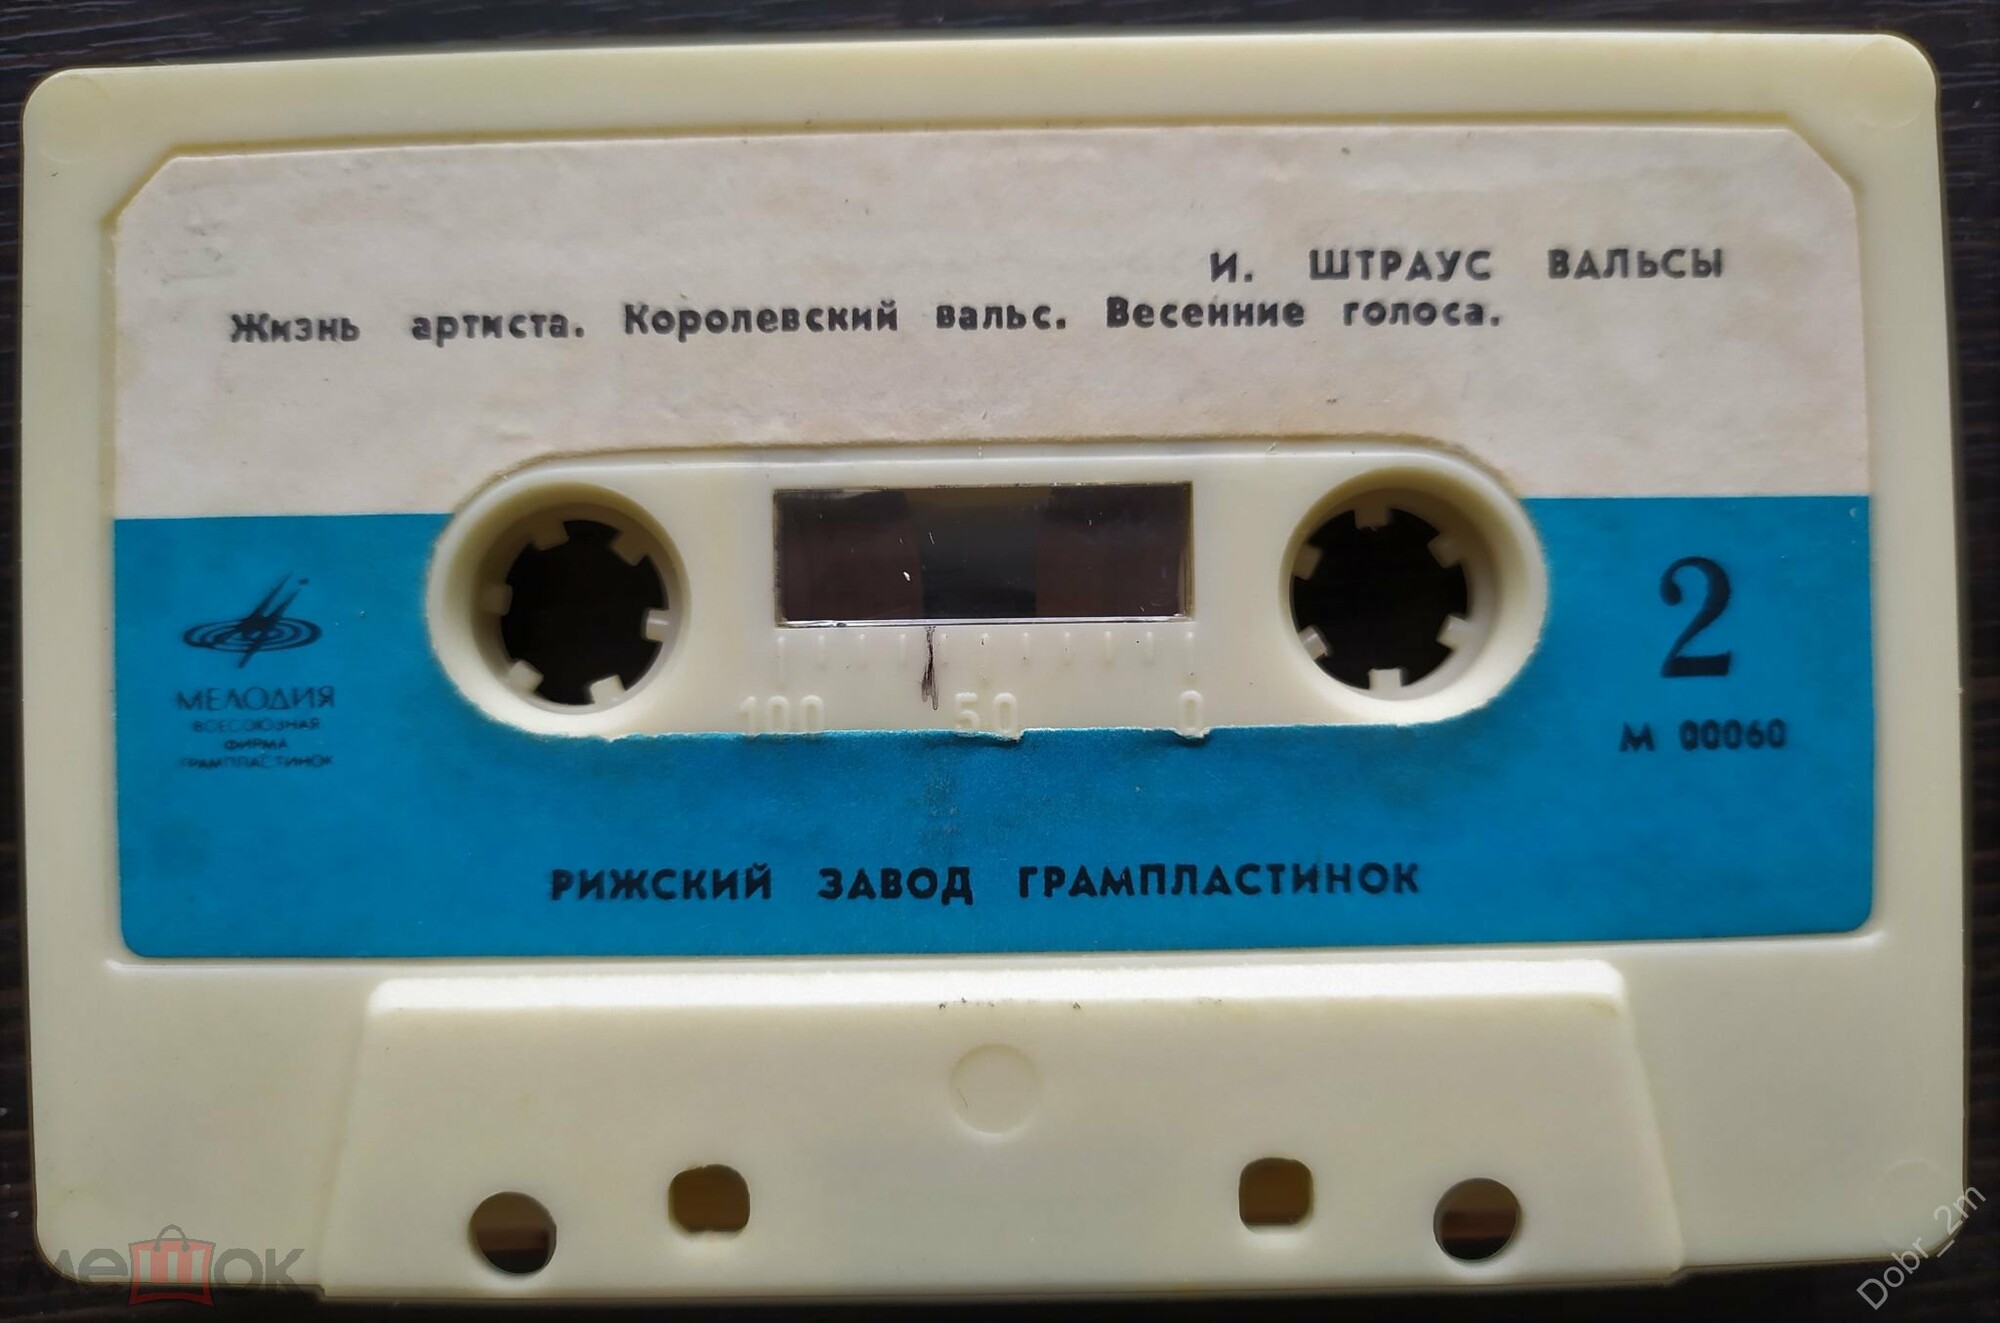 И. ШТРАУС ВАЛЬСЫ
Жизнь артиста. Королевский вальс. Весенние голоса.
2
М 00060
МЕЛОДИЯ
ВСЕСОЮЗНАЯ
ФИРМА
ГРАМПЛАСТИНОК
100 50 0
РИЖСКИЙ ЗАВОД ГРАМПЛАСТИНОК
мешок
Dobr_2m